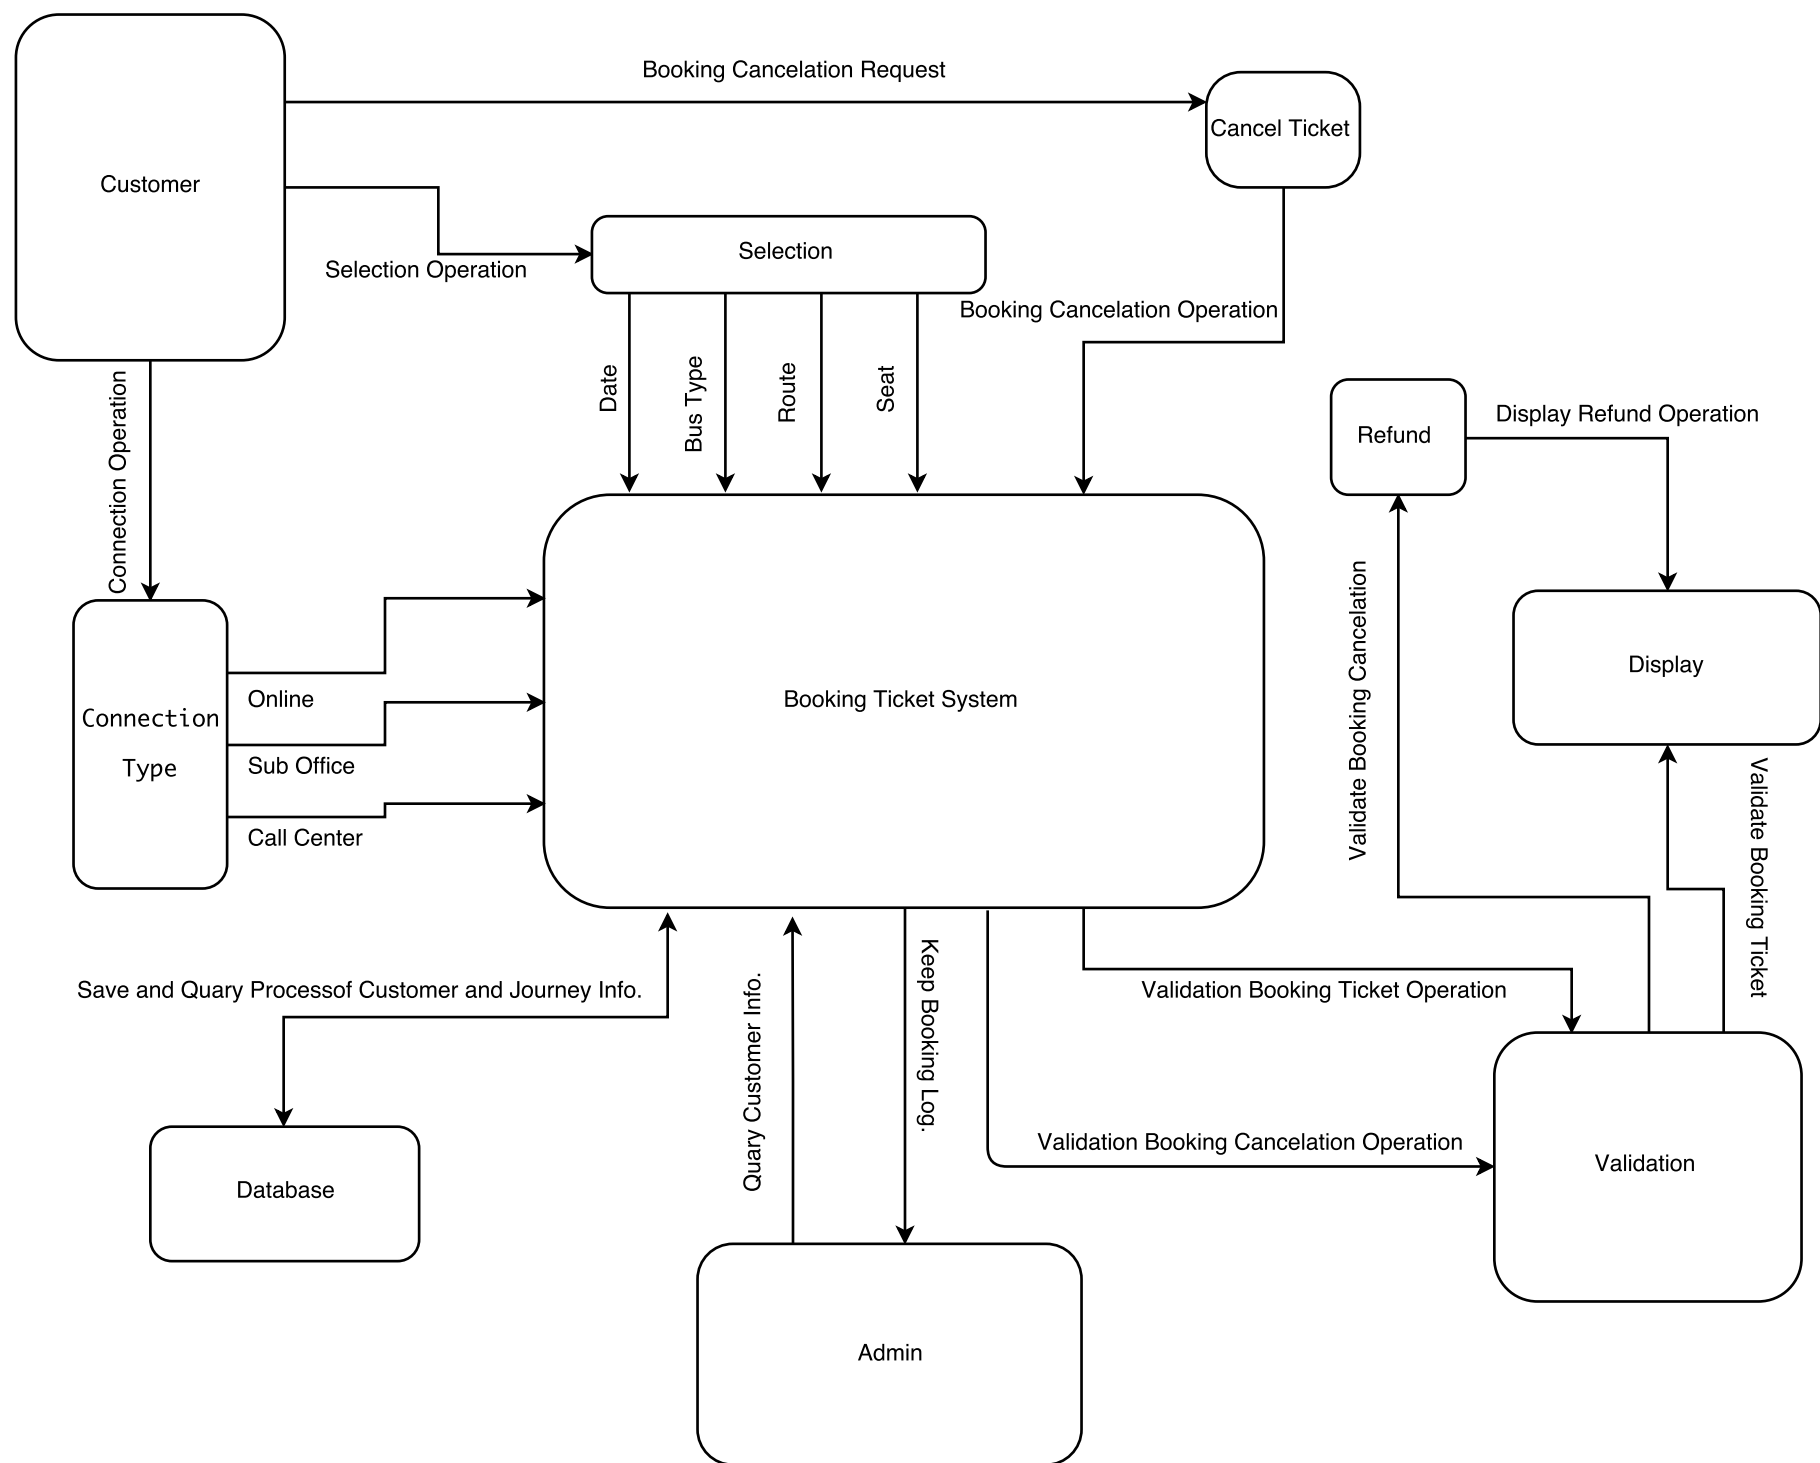 Booking Cancelation Request
Cancel Ticket
Customer
Selection
Selection Operation
Booking Cancelation Operation
Date
Bus Type
Route
Seat
Connection Operation
Refund
Display Refund Operation
Validate Booking Cancelation
Display
Connection
Type
Online
Sub Office
Call Center
Booking Ticket System
Validate Booking Ticket
Save and Quary Processof Customer and Journey Info.
Quary Customer Info.
Keep Booking Log.
Validation Booking Ticket Operation
Validation Booking Cancelation Operation
Validation
Database
Admin